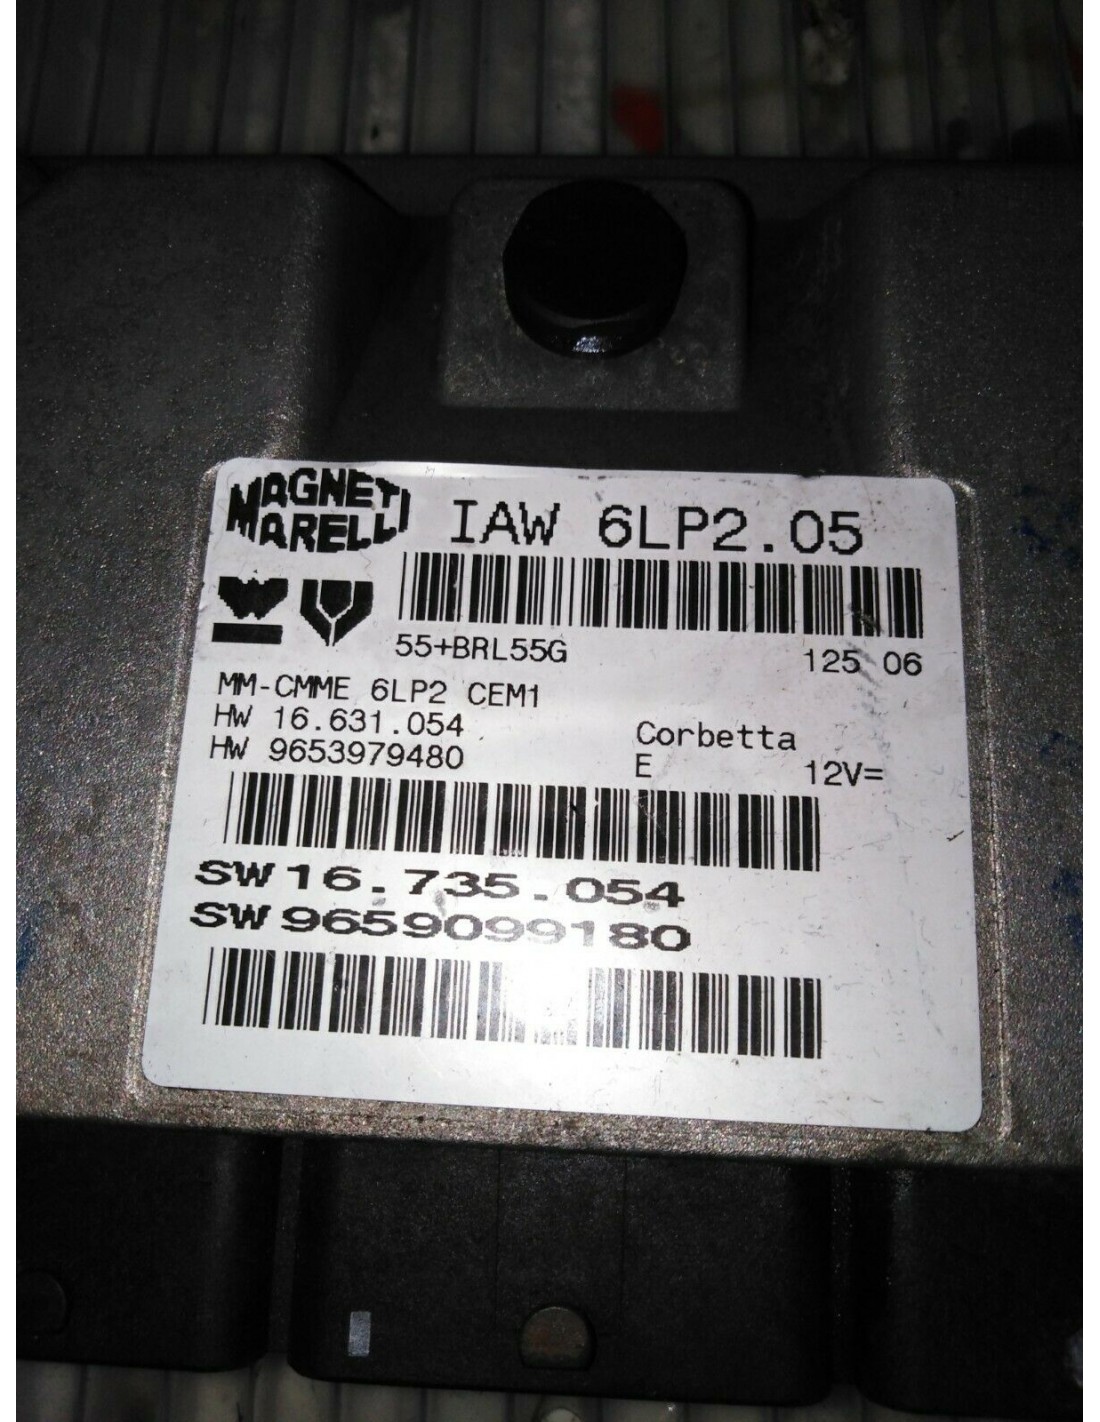 MAGNETI
MARELLI
IAW 6LP2.05
55+BRL55G
125 06
MM-CMME 6LP2 CEM1
HW 16.631.054
Corbetta
HW 9653979480
E
12V=
SW 16.735.054
SW 9659099180